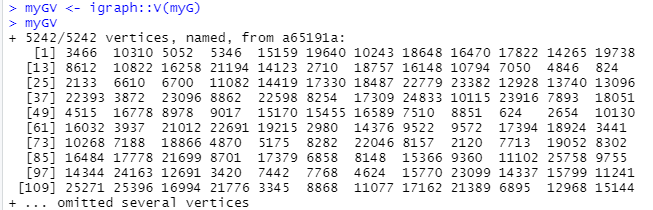 > myGV <- igraph::V(myG)
> myGV
+ 5242/5242 vertices, named, from a65191a:
[1] 3466 10310 5052 5346 15159 19640 10243 18648 16470 17822 14265 19738
[13] 8612 10822 16258 21194 14123 2710 18757 16148 10794 7050 4846 824
[25] 2133 6610 6700 11082 14419 17330 18487 22779 23382 12928 13740 13096
[37] 22393 3872 23096 8862 22598 8254 17309 24833 10115 23916 7893 18051
[49] 4515 16778 8978 9017 15170 15455 16589 7510 8851 624 2654 10130
[61] 16032 3937 21012 22691 19215 2980 14376 9522 9572 17394 18924 3441
[73] 10268 7188 18866 4870 5175 8282 22046 8157 2120 7713 19052 8302
[85] 16484 17778 21699 8701 17379 6858 8148 15366 9360 11102 25758 9755
[97] 14344 24163 12691 3420 7442 7768 4624 15770 23099 14337 15799 11241
[109] 25271 25396 16994 21776 3345 8868 11077 17162 21389 6895 12968 15144
+ ... omitted several vertices